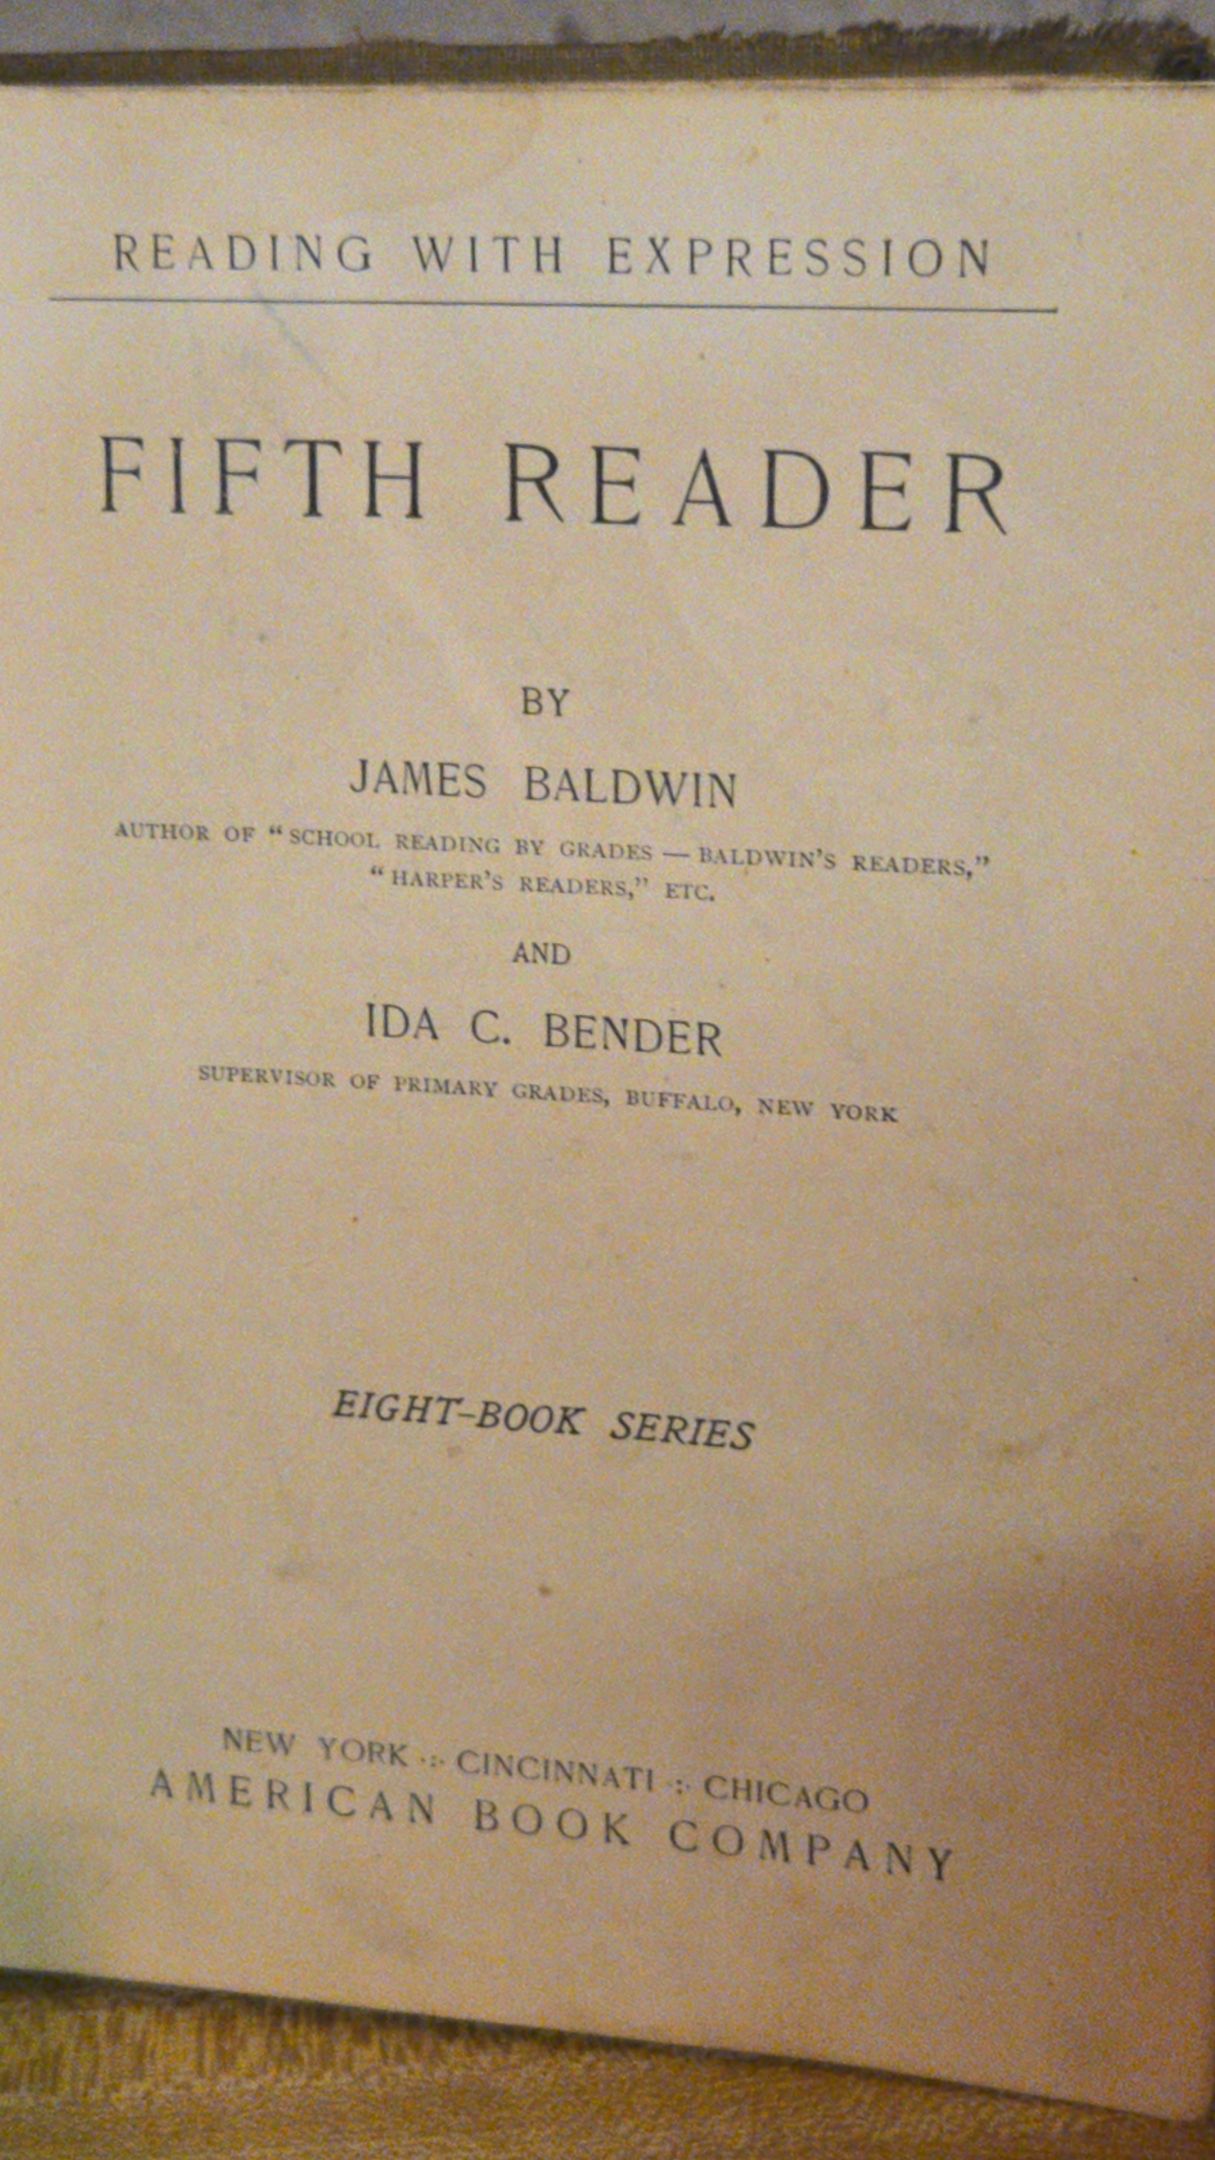 READING WITH EXPRESSION
FIFTH READER
BY
JAMES BALDWIN
AUTHOR OF "SCHOOL READING BY GRADES — BALDWIN'S READERS,"
"HARPER'S READERS," ETC.
AND
IDA C. BENDER
SUPERVISOR OF PRIMARY GRADES, BUFFALO, NEW YORK
EIGHT-BOOK SERIES
NEW YORK ·:· CINCINNATI ·:· CHICAGO
AMERICAN BOOK COMPANY